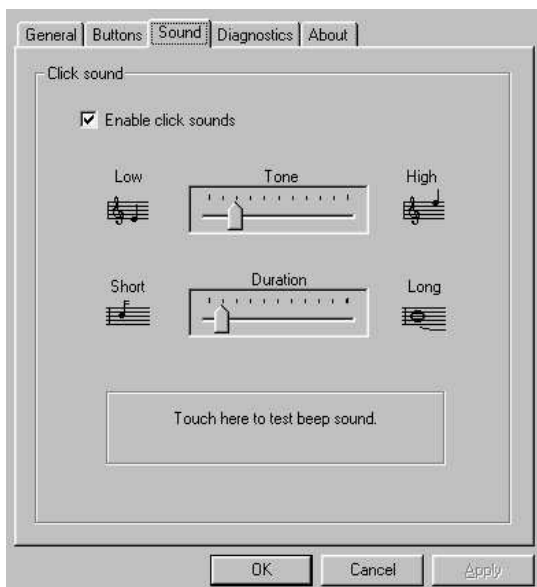 General Buttons Sound Diagnostics About
Click sound
Enable click sounds
Low Tone High
Short Duration Long
Touch here to test beep sound.
OK Cancel Apply